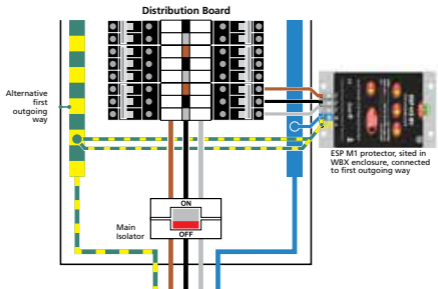 Distribution Board
Alternative
first
outgoing
way
ESP M1 protector, sited in
WBX enclosure, connected
to first outgoing way
ON
Main
Isolator
OFF